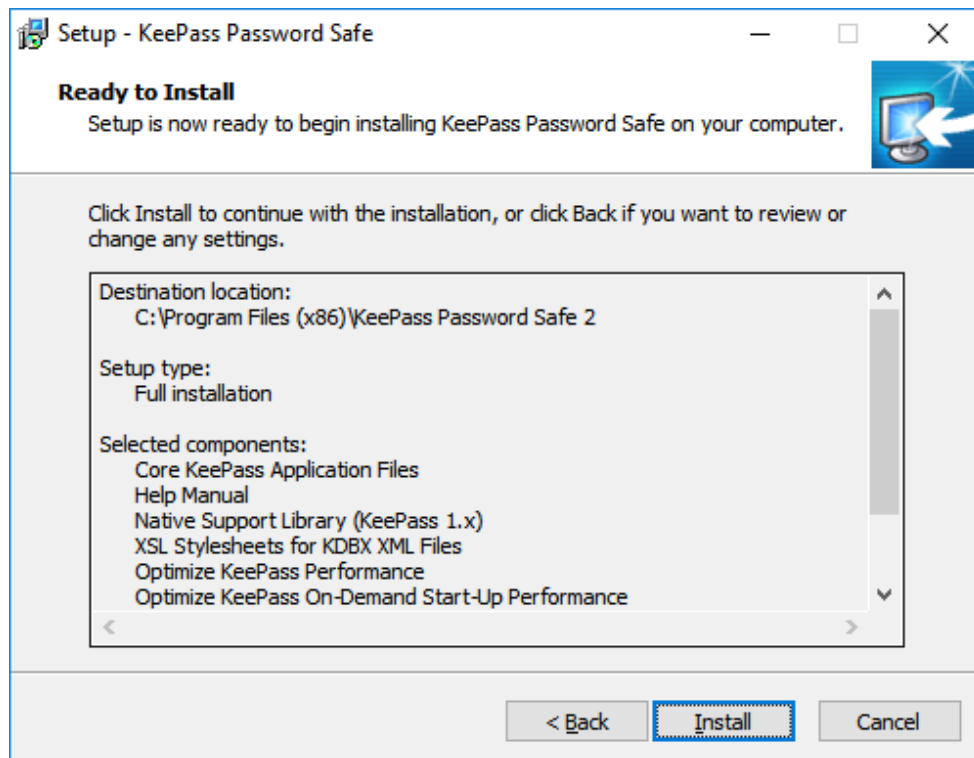 Setup - KeePass Password Safe
Ready to Install
Setup is now ready to begin installing KeePass Password Safe on your computer.
Click Install to continue with the installation, or click Back if you want to review or
change any settings.
Destination location:
C:\Program Files (x86)\KeePass Password Safe 2
Setup type:
Full installation
Selected components:
Core KeePass Application Files
Help Manual
Native Support Library (KeePass 1.x)
XSL Stylesheets for KDBX XML Files
Optimize KeePass Performance
Optimize KeePass On-Demand Start-Up Performance
< Back Install Cancel